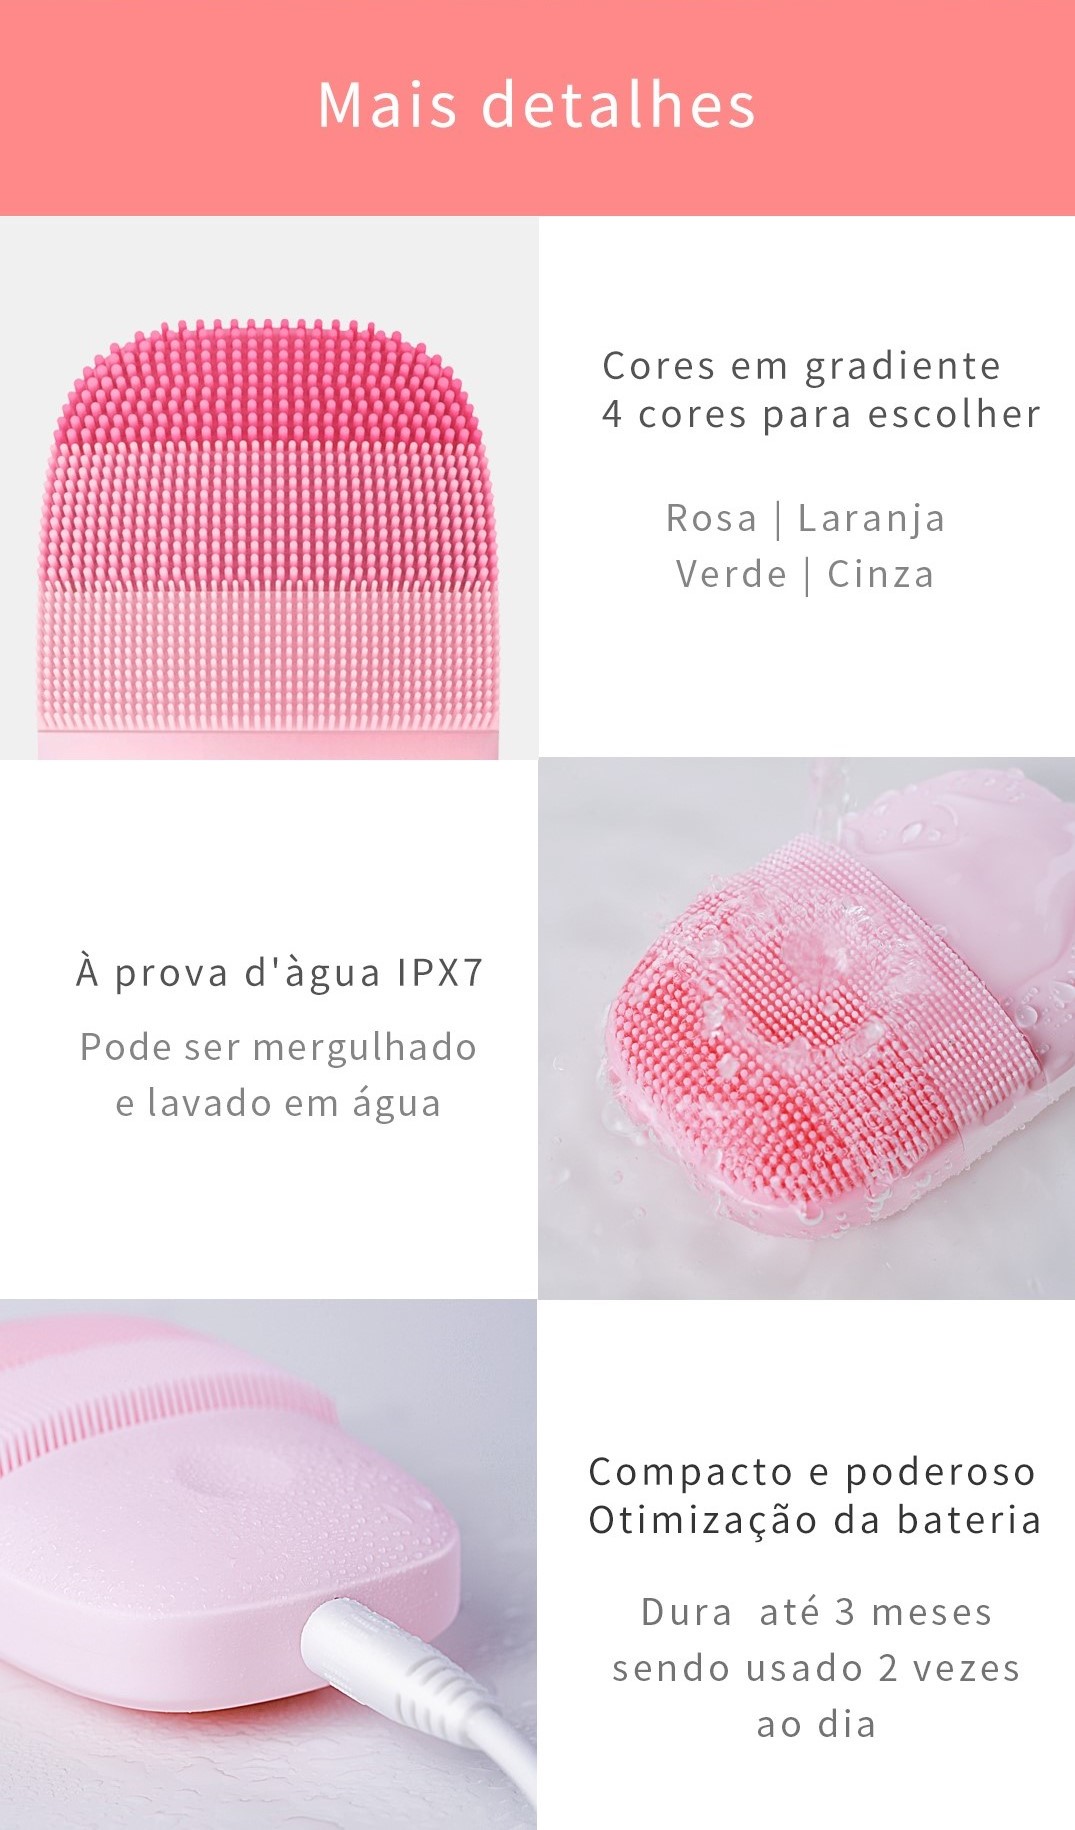 Mais detalhes
Cores em gradiente
4 cores para escolher
Rosa | Laranja
Verde | Cinza
À prova d'àgua IPX7
Pode ser mergulhado
e lavado em água
Compacto e poderoso
Otimização da bateria
Dura  até 3 meses
sendo usado 2 vezes
ao dia